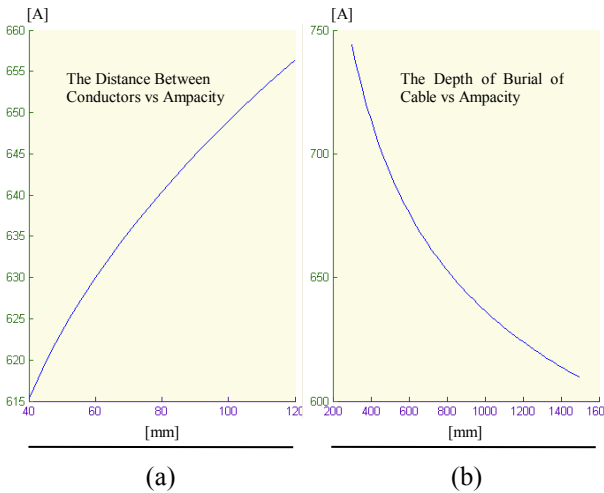 [A]
660
655
650
645
640
635
630
625
620
615
The Distance Between
Conductors vs Ampacity
40 60 80 100 120
[mm]
(a)
[A]
750
700
650
600
The Depth of Burial of
Cable vs Ampacity
200 400 600 800 1000 1200 1400 1600
[mm]
(b)